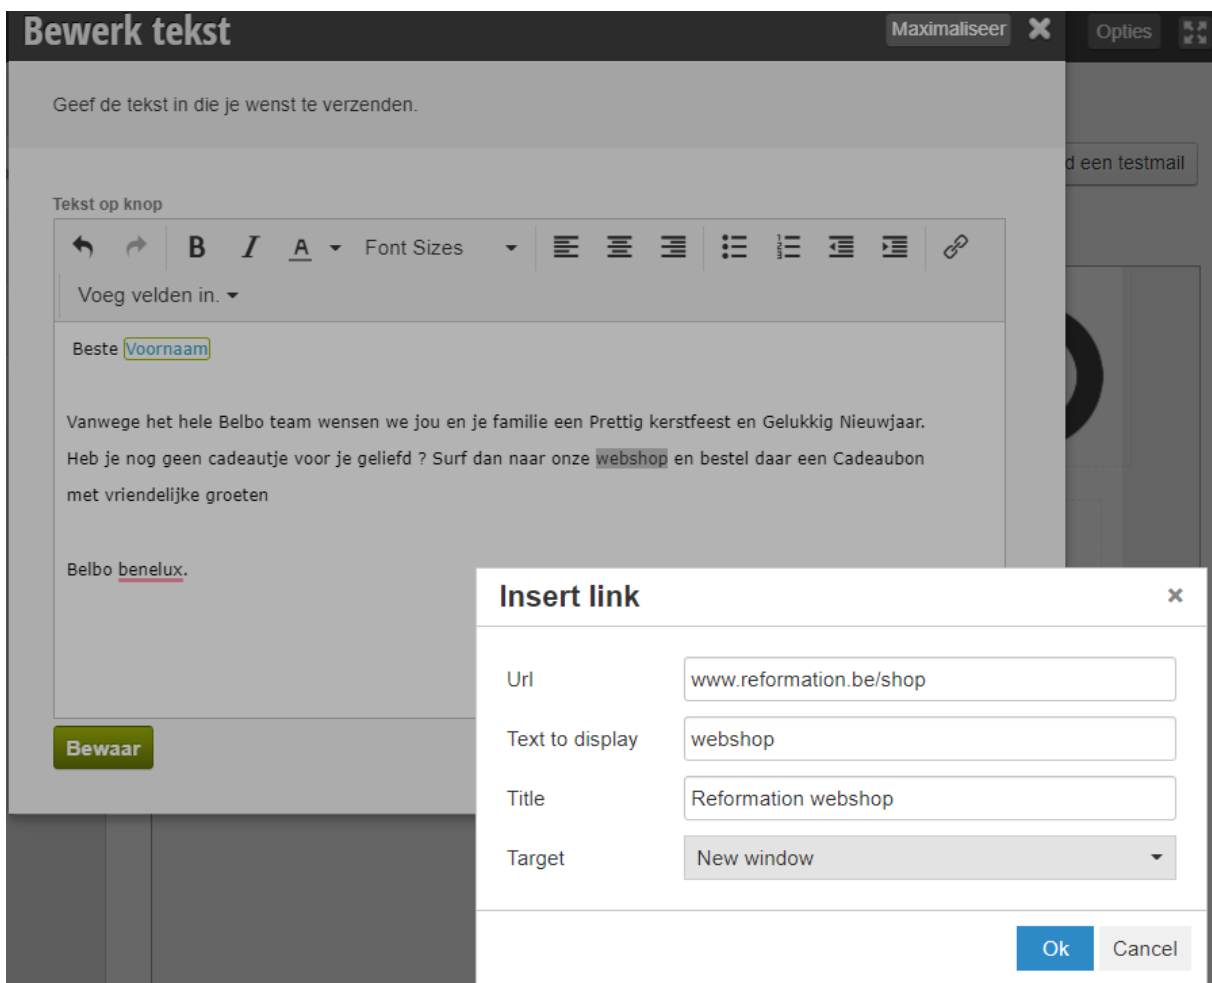 Bewerk tekst
Maximaliseer
Opties
Geef de tekst in die je wenst te verzenden.
een testmail
Tekst op knop
B I A Font Sizes
Voeg velden in.
Beste Voornaam
Vanwege het hele Belbo team wensen we jou en je familie een Prettig kerstfeest en Gelukkig Nieuwjaar.
Heb je nog geen cadeautje voor je geliefd ? Surf dan naar onze webshop en bestel daar een Cadeaubon
met vriendelijke groeten
Belbo benelux.
Bewaar
Insert link
Url www.reformation.be/shop
Text to display webshop
Title Reformation webshop
Target New window
Ok Cancel